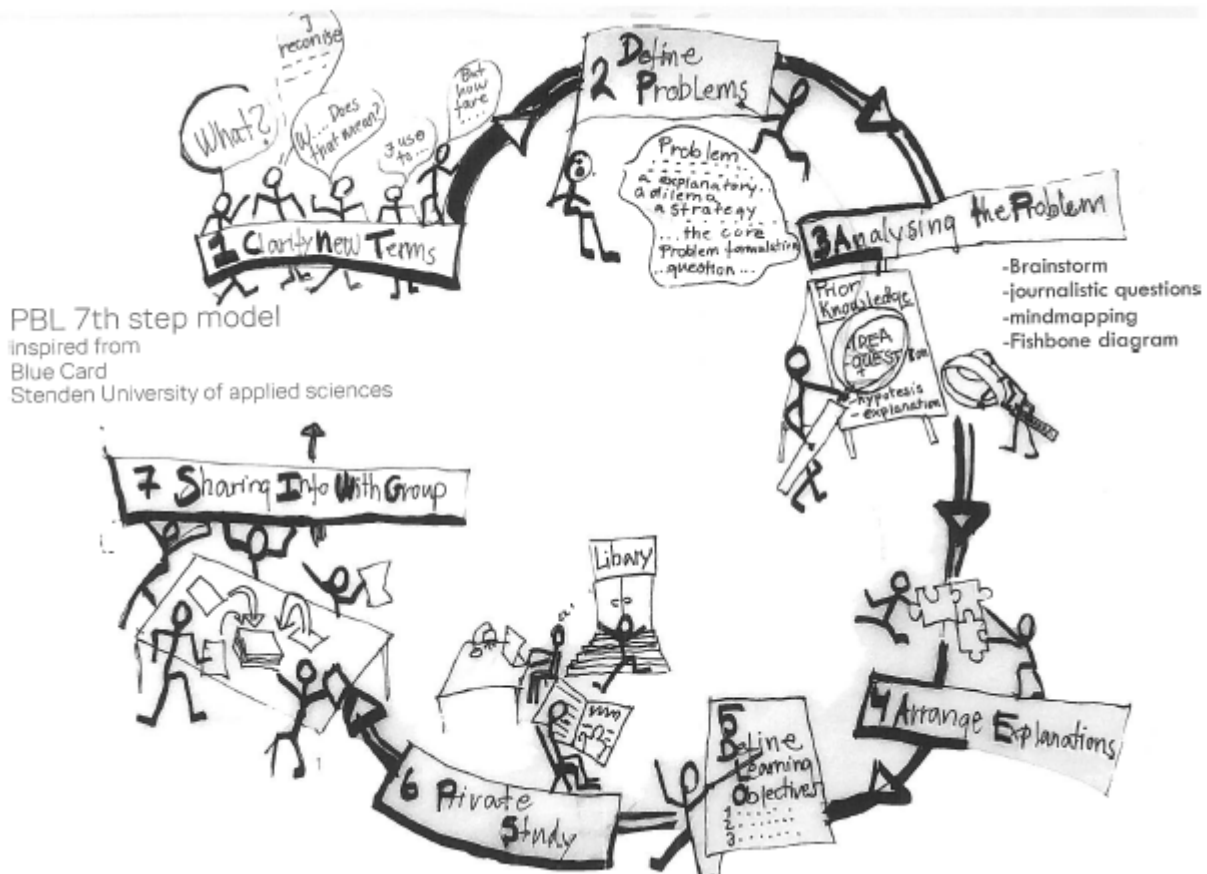 What?
I
reconise
W.... Does
that mean?
I use
to...
But
how
fare
....
1 Clarify New Terms
2 Define
Problems
Problem
a explanatory...
a dilema
a strategy
...the core
Problem formulation
question...
3 Analysing the Problem
-Brainstorm
-journalistic questions
-mindmapping
-Fishbone diagram
Prior
Knowledge
IDEA
-QUESTION
+
-hypotesis
-explanation
4 Arrange Explanations
5
Define
Learning
Objectives
1......
2......
3......
6 Private
Study
Libary
7 Sharing Info With Group
PBL 7th step model
inspired from
Blue Card
Stenden University of applied sciences